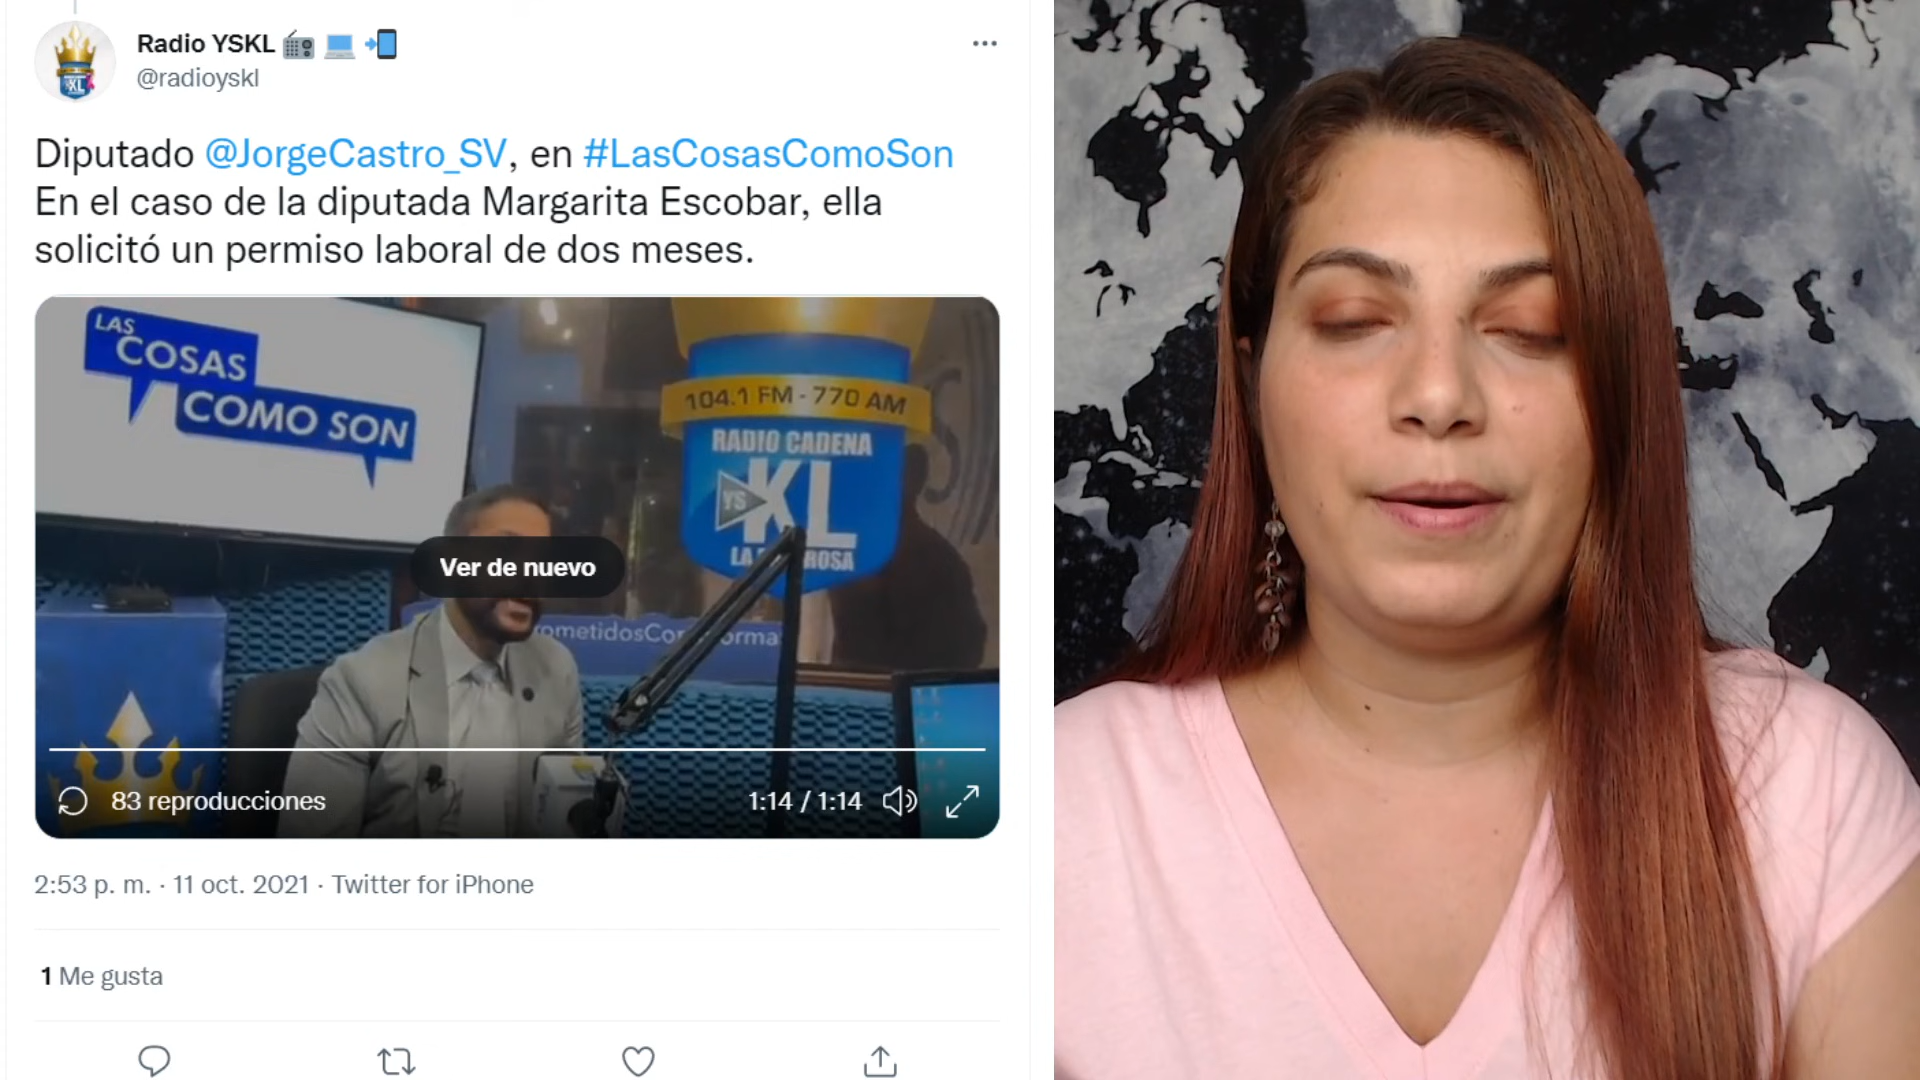 Radio YSKL
@radioyskl
Diputado @JorgeCastro_SV, en #LasCosasComoSon
En el caso de la diputada Margarita Escobar, ella
solicitó un permiso laboral de dos meses.
LAS
COSAS
COMO SON
104.1 FM - 770 AM
RADIO CADENA
YS KL
LA
Ver de nuevo
83 reproducciones
1:14 / 1:14
2:53 p. m. · 11 oct. 2021 · Twitter for iPhone
1 Me gusta